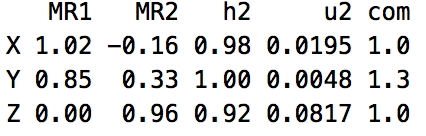 MR1 MR2 h2 u2 com
X 1.02 -0.16 0.98 0.0195 1.0
Y 0.85 0.33 1.00 0.0048 1.3
Z 0.00 0.96 0.92 0.0817 1.0